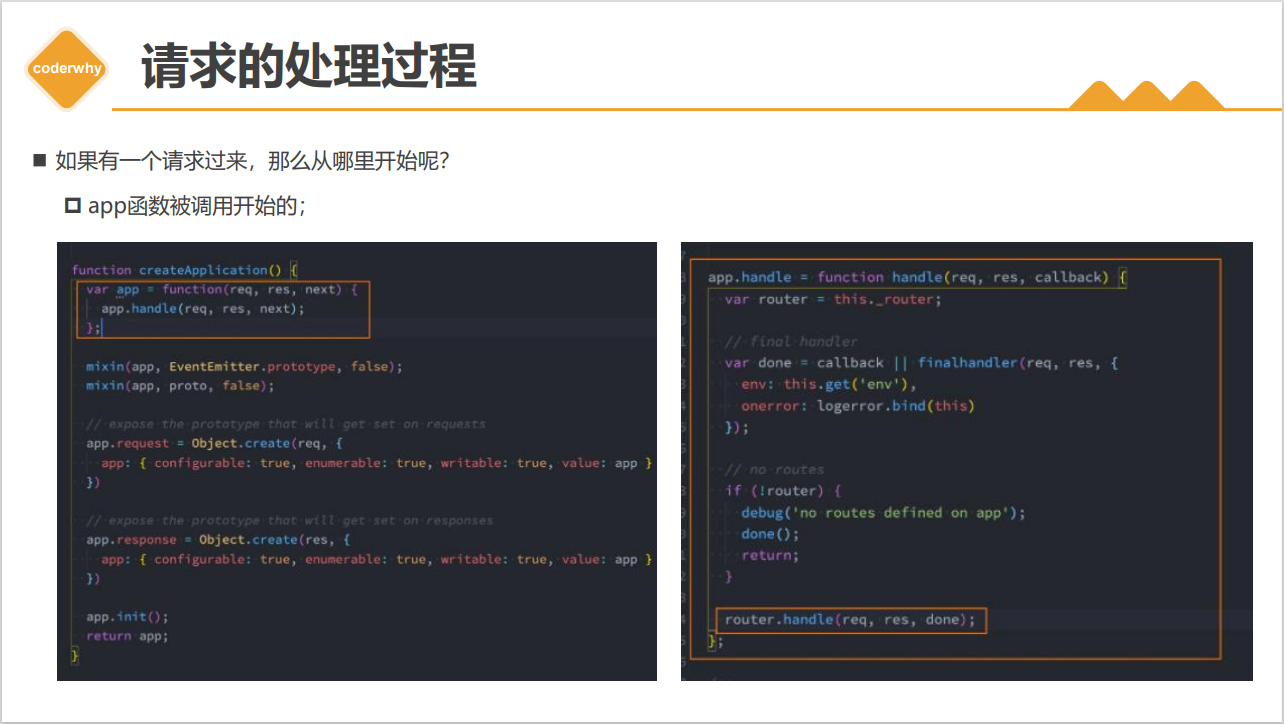 coderwhy
请求的处理过程
如果有一个请求过来，那么从哪里开始呢？
app函数被调用开始的；
function createApplication() {
var app = function(req, res, next) {
app.handle(req, res, next);
};
mixin(app, EventEmitter.prototype, false);
mixin(app, proto, false);
// expose the prototype that will get set on requests
app.request = Object.create(req, {
app: { configurable: true, enumerable: true, writable: true, value: app }
})
// expose the prototype that will get set on responses
app.response = Object.create(res, {
app: { configurable: true, enumerable: true, writable: true, value: app }
})
app.init();
return app;
}
app.handle = function handle(req, res, callback) {
var router = this._router;
// final handler
var done = callback || finalhandler(req, res, {
env: this.get('env'),
onerror: logerror.bind(this)
});
// no routes
if (!router) {
debug('no routes defined on app');
done();
return;
}
router.handle(req, res, done);
};